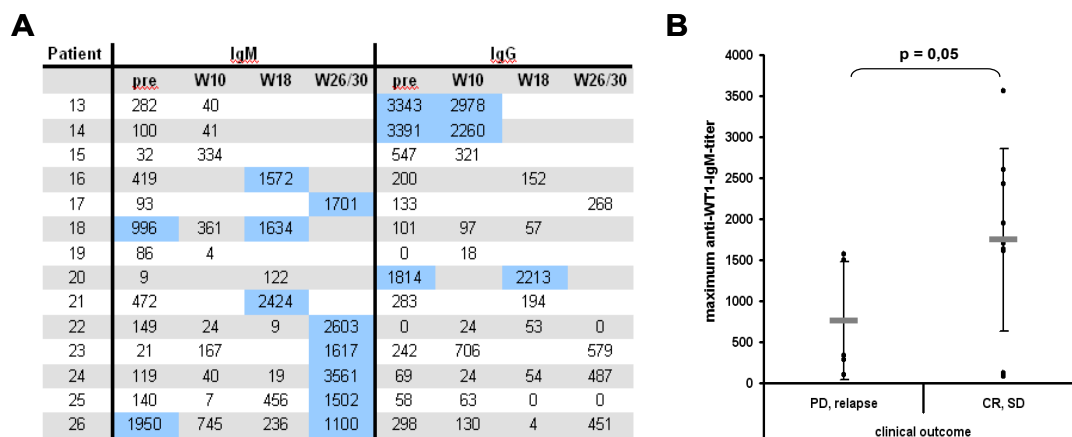 A
Patient IgM IgG
pre W10 W18 W26/30 pre W10 W18 W26/30
13 282 40 3343 2978
14 100 41 3391 2260
15 32 334 547 321
16 419 1572 200 152
17 93 1701 133 268
18 996 361 1634 101 97 57
19 86 4 0 18
20 9 122 1814 2213
21 472 2424 283 194
22 149 24 9 2603 0 24 53 0
23 21 167 1617 242 706 579
24 119 40 19 3561 69 24 54 487
25 140 7 456 1502 58 63 0 0
26 1950 745 236 1100 298 130 4 451
B
p = 0,05
maximum anti-WT1-IgM-titer
4000
3500
3000
2500
2000
1500
1000
500
0
PD, relapse CR, SD
clinical outcome